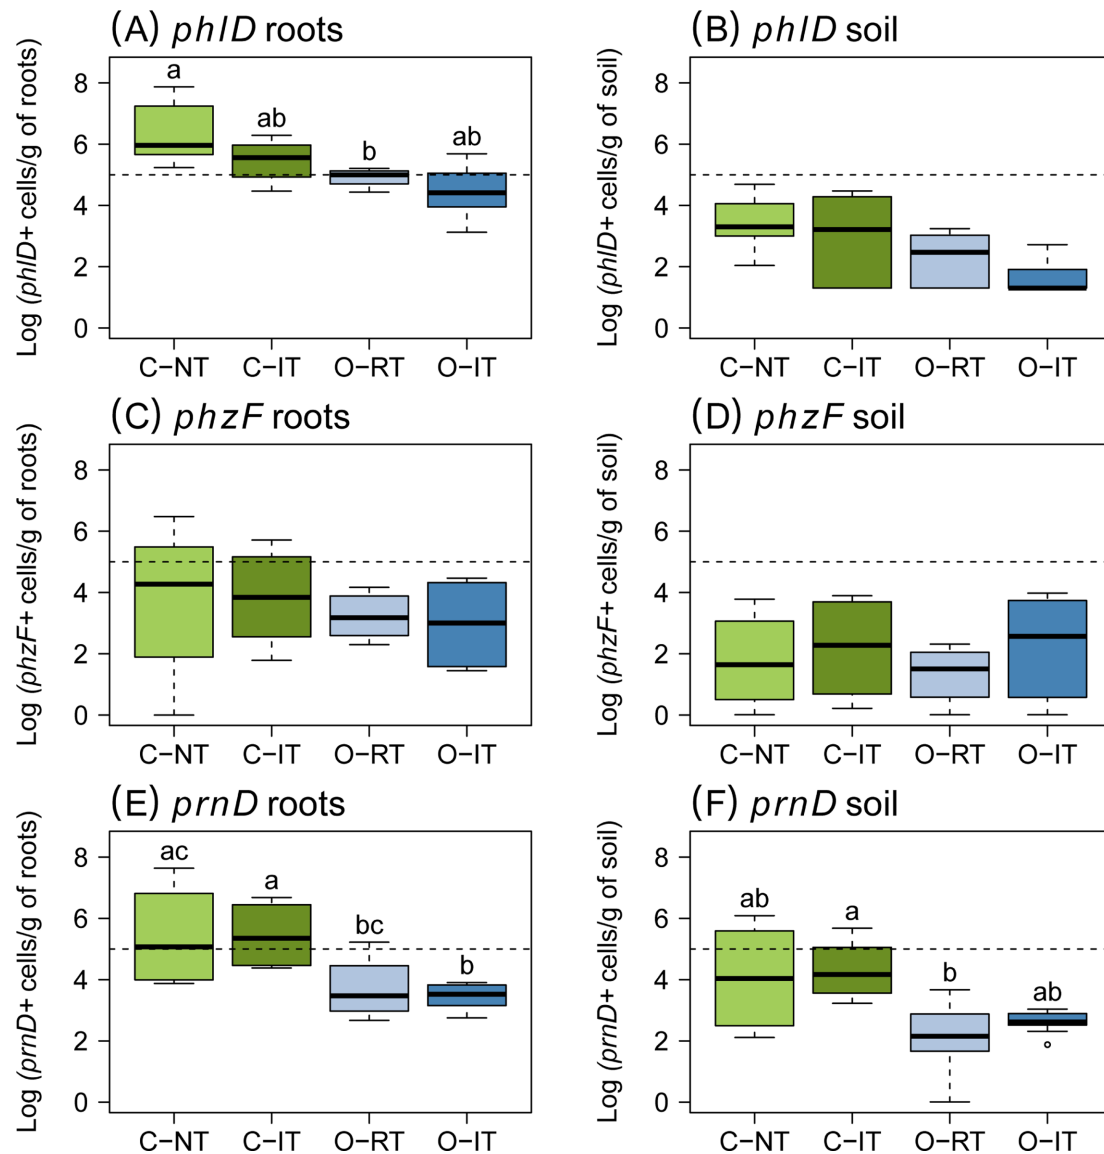 (A) phlD roots
Log (phlD+ cells/g of roots)
8
6
4
2
0
a
ab
b
ab
C−NT
C−IT
O−RT
O−IT
(B) phlD soil
Log (phlD+ cells/g of soil)
8
6
4
2
0
C−NT
C−IT
O−RT
O−IT
(C) phzF roots
Log (phzF+ cells/g of roots)
8
6
4
2
0
C−NT
C−IT
O−RT
O−IT
(D) phzF soil
Log (phzF+ cells/g of soil)
8
6
4
2
0
C−NT
C−IT
O−RT
O−IT
(E) prnD roots
Log (prnD+ cells/g of roots)
8
6
4
2
0
ac
a
bc
b
C−NT
C−IT
O−RT
O−IT
(F) prnD soil
Log (prnD+ cells/g of soil)
8
6
4
2
0
ab
a
b
ab
C−NT
C−IT
O−RT
O−IT